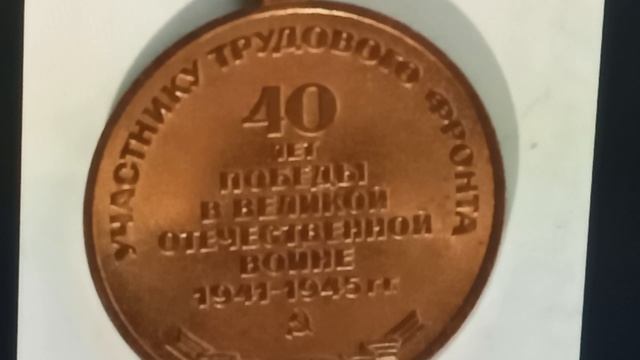 УЧАСТНИКУ ТРУДОВОГО ФРОНТА
40
ЛЕТ
ПОБЕДЫ
В ВЕЛИКОЙ
ОТЕЧЕСТВЕННОЙ
ВОЙНЕ
1941-1945 гг.